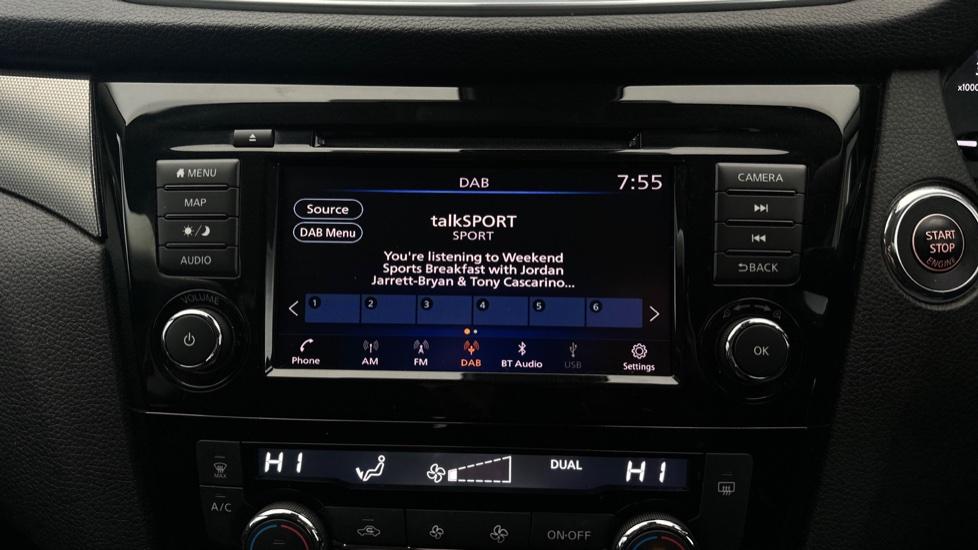 DAB
7:55
Source
DAB Menu
talkSPORT
SPORT
You're listening to Weekend
Sports Breakfast with Jordan
Jarrett-Bryan & Tony Cascarino...
1 2 3 4 5 6
Phone AM FM DAB BT Audio USB Settings
MENU
MAP
AUDIO
VOLUME
CAMERA
BACK
OK
START
STOP
ENGINE
x1000
HI
DUAL
HI
MAX
A/C
ON·OFF